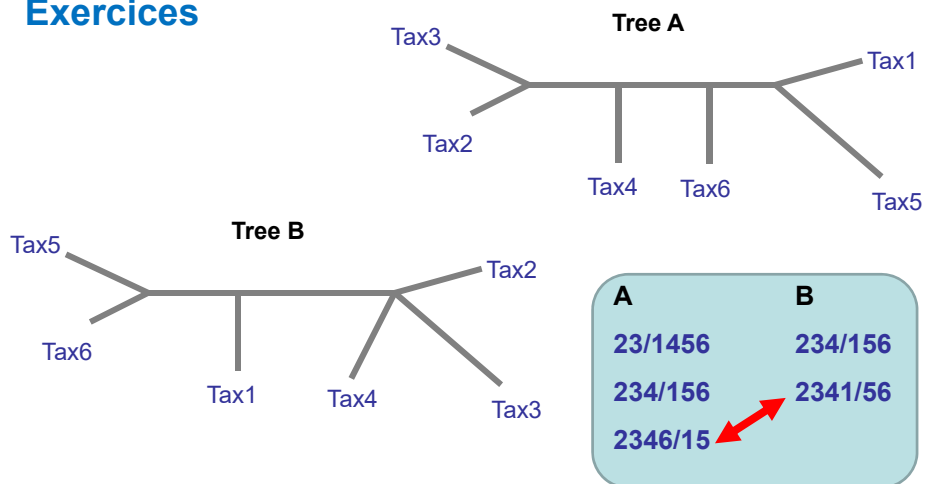 Exercices
Tree A
Tax3
Tax1
Tax2
Tax4
Tax6
Tax5
Tree B
Tax5
Tax2
Tax6
Tax1
Tax4
Tax3
A B
23/1456 234/156
234/156 2341/56
2346/15